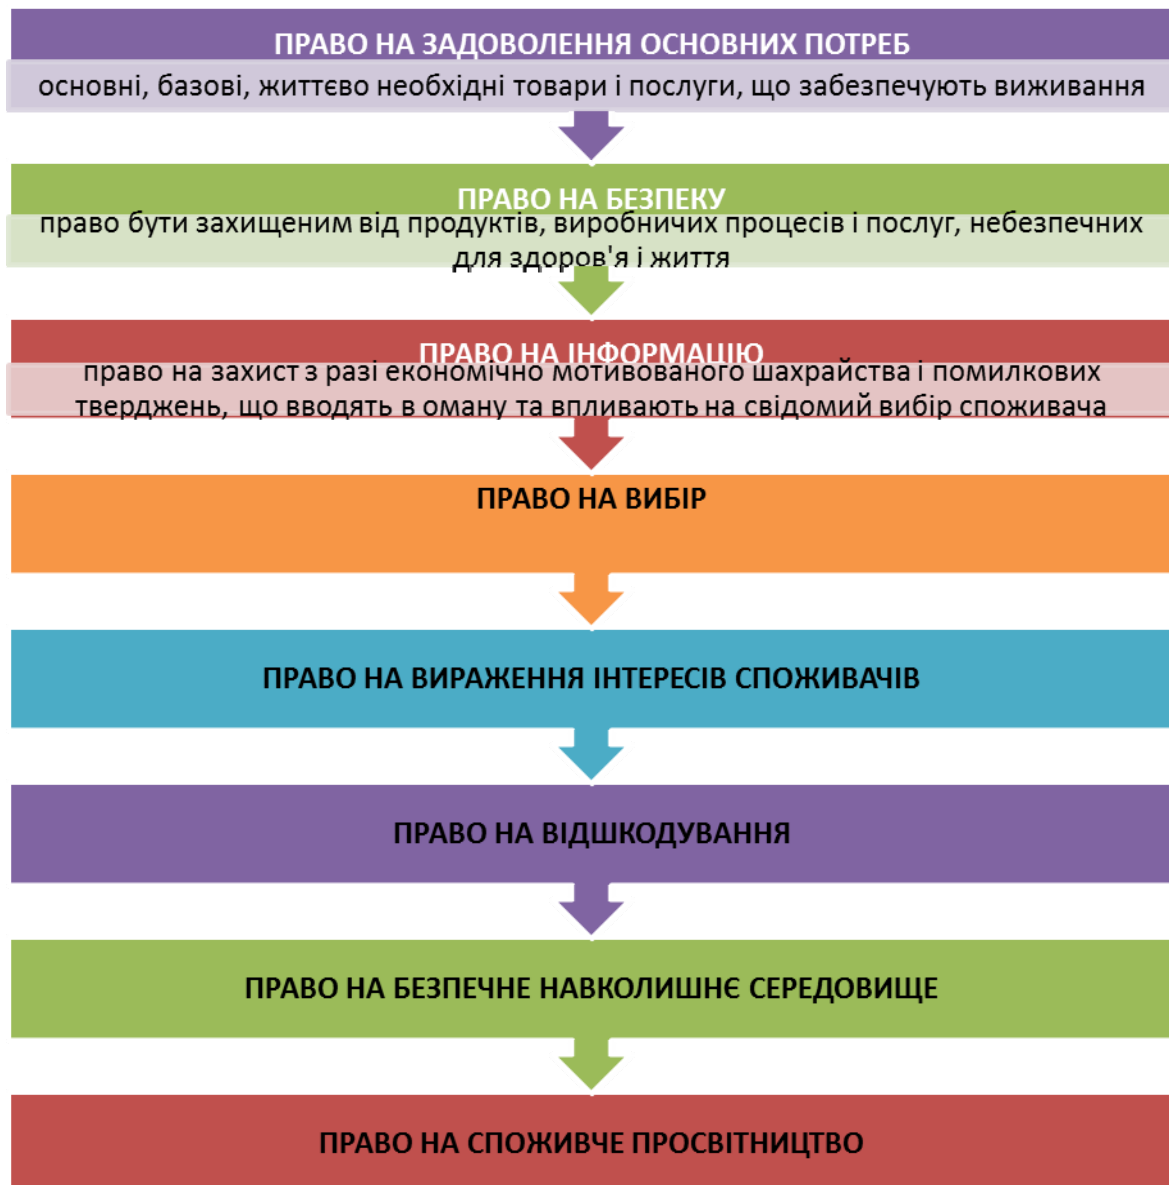 ПРАВО НА ЗАДОВОЛЕННЯ ОСНОВНИХ ПОТРЕБ
основні, базові, життєво необхідні товари і послуги, що забезпечують виживання
ПРАВО НА БЕЗПЕКУ
право бути захищеним від продуктів, виробничих процесів і послуг, небезпечних
для здоров'я і життя
ПРАВО НА ІНФОРМАЦІЮ
право на захист з разі економічно мотивованого шахрайства і помилкових
тверджень, що вводять в оману та впливають на свідомий вибір споживача
ПРАВО НА ВИБІР
ПРАВО НА ВИРАЖЕННЯ ІНТЕРЕСІВ СПОЖИВАЧІВ
ПРАВО НА ВІДШКОДУВАННЯ
ПРАВО НА БЕЗПЕЧНЕ НАВКОЛИШНЄ СЕРЕДОВИЩЕ
ПРАВО НА СПОЖИВЧЕ ПРОСВІТНИЦТВО